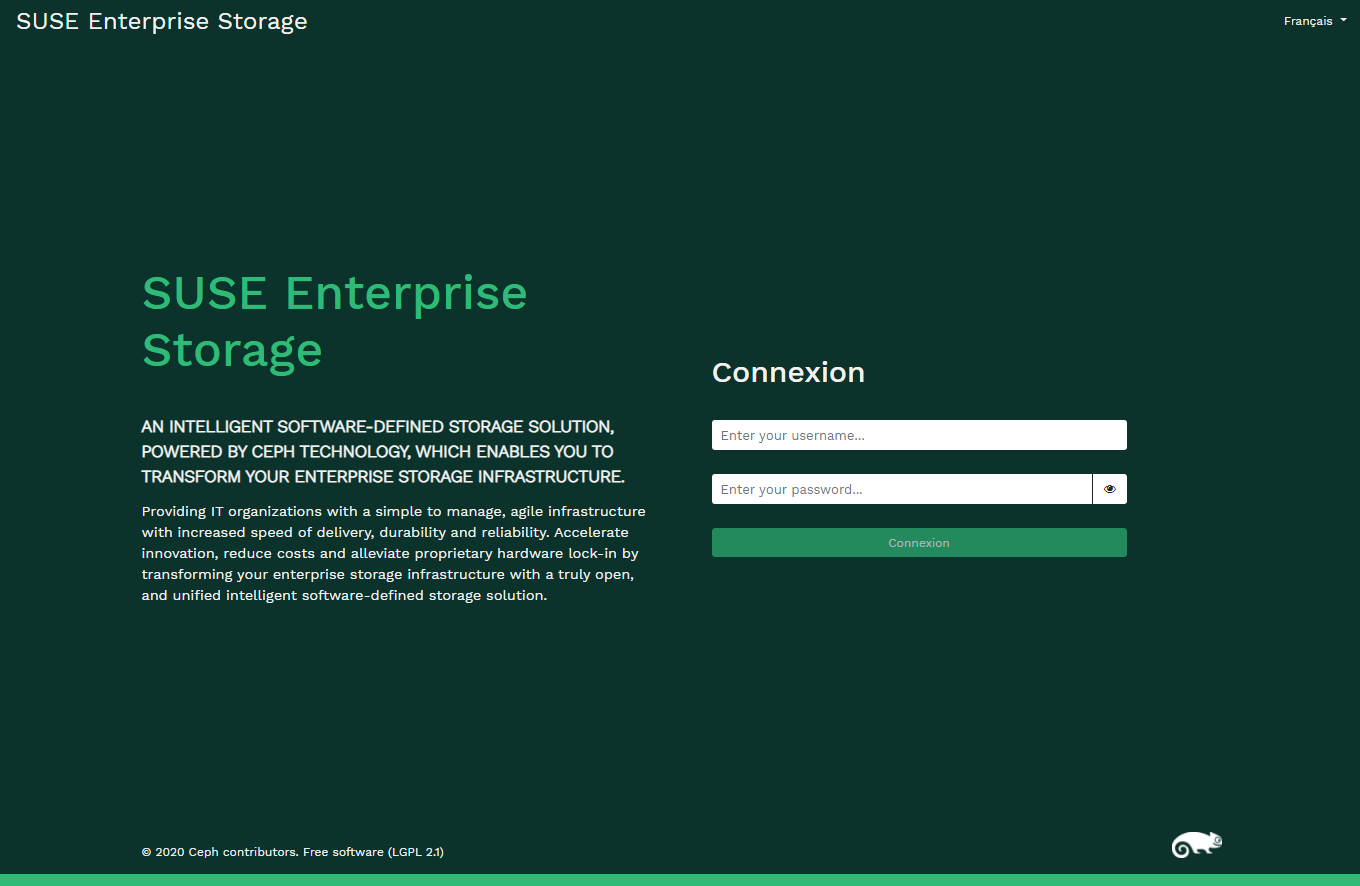 SUSE Enterprise Storage
Français
SUSE Enterprise
Storage
AN INTELLIGENT SOFTWARE-DEFINED STORAGE SOLUTION,
POWERED BY CEPH TECHNOLOGY, WHICH ENABLES YOU TO
TRANSFORM YOUR ENTERPRISE STORAGE INFRASTRUCTURE.
Providing IT organizations with a simple to manage, agile infrastructure
with increased speed of delivery, durability and reliability. Accelerate
innovation, reduce costs and alleviate proprietary hardware lock-in by
transforming your enterprise storage infrastructure with a truly open,
and unified intelligent software-defined storage solution.
Connexion
Enter your username...
Enter your password...
Connexion
© 2020 Ceph contributors. Free software (LGPL 2.1)